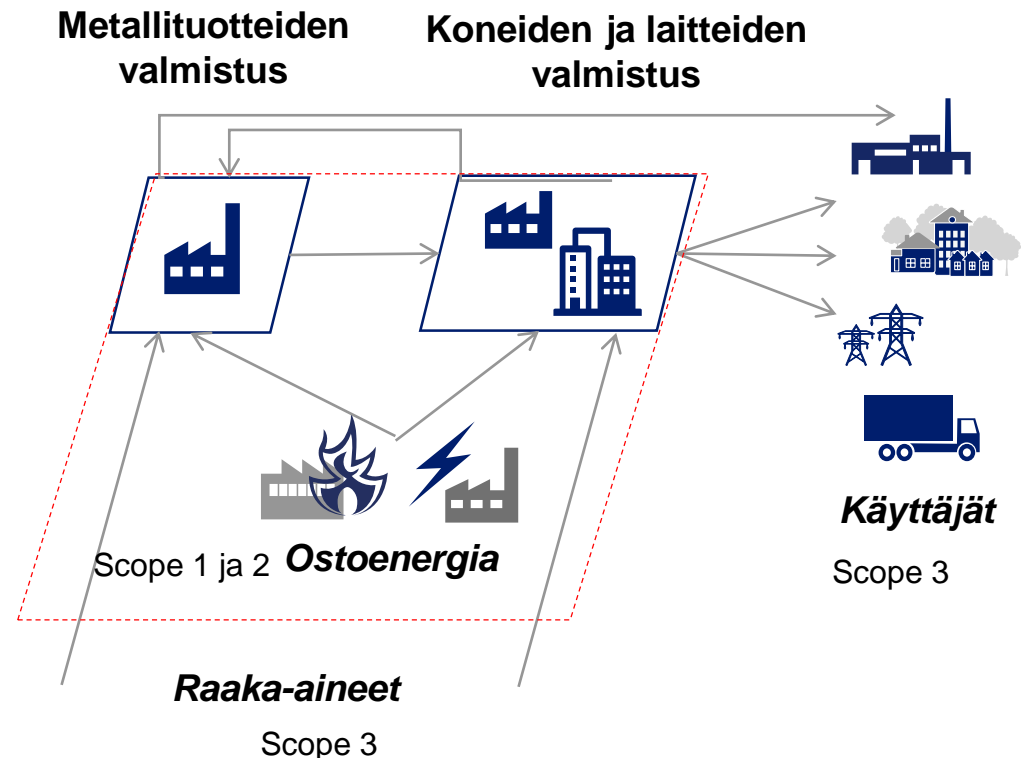 Metallituotteiden
valmistus
Koneiden ja laitteiden
valmistus
Käyttäjät
Scope 3
Scope 1 ja 2 Ostoenergia
Raaka-aineet
Scope 3